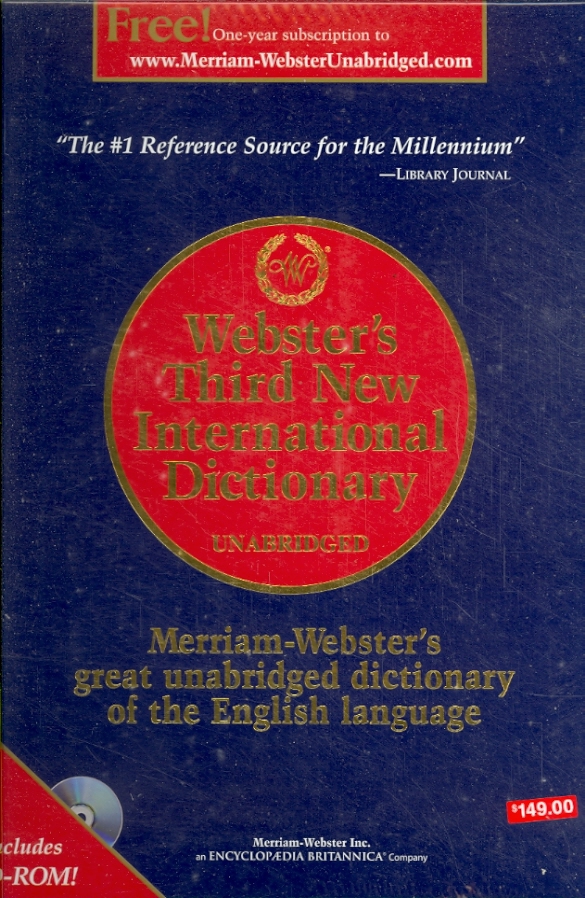 Free! One-year subscription to
www.Merriam-WebsterUnabridged.com
“The #1 Reference Source for the Millennium”
—LIBRARY JOURNAL
W
Webster's
Third New
International
Dictionary
UNABRIDGED
Merriam-Webster's
great unabridged dictionary
of the English language
$149.00
cludes
-ROM!
Merriam-Webster Inc.
an ENCYCLOPÆDIA BRITANNICA® Company